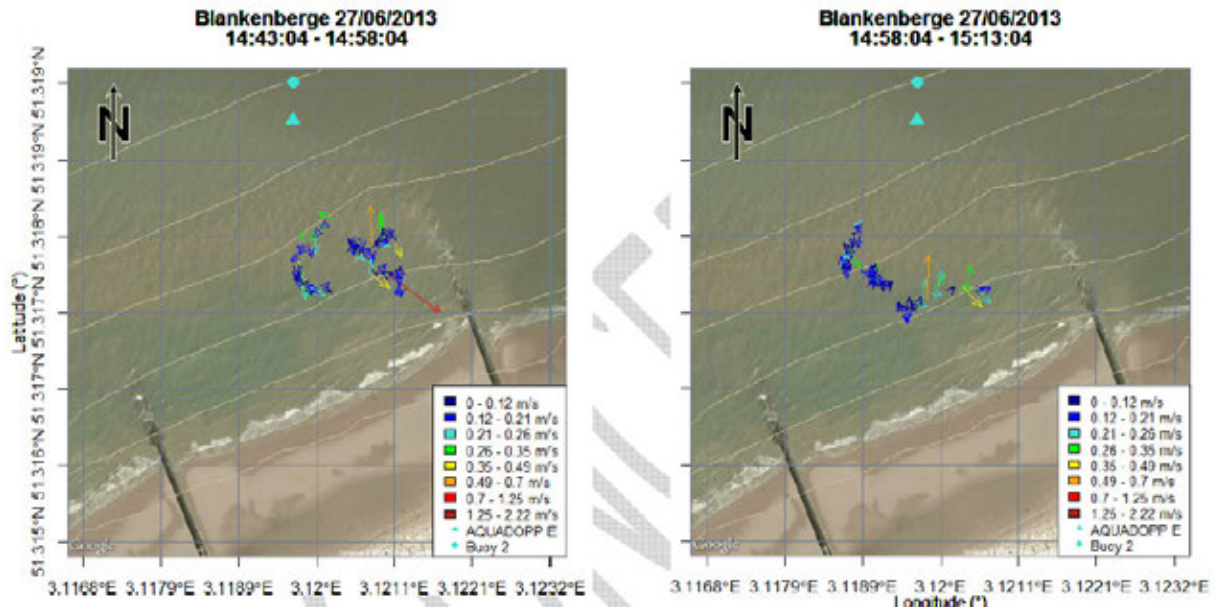 Blankenberge 27/06/2013
14:43:04 - 14:58:04
N
Lattude (°)
51.319°N
51.319°N
51.318°N
51.318°N
51.317°N
51.317°N
51.316°N
51.315°N
0 - 0.12 m/s
0.12 - 0.21 m/s
0.21 - 0.26 m/s
0.26 - 0.35 m/s
0.35 - 0.49 m/s
0.49 - 0.7 m/s
0.7 - 1.25 m/s
1.25 - 2.22 m/s
AQUADOPP E
Buoy 2
Google
3.1168°E 3.1179°E 3.1189°E 3.12°E 3.1211°E 3.1221°E 3.1232°E
Blankenberge 27/06/2013
14:58:04 - 15:13:04
N
0 - 0.12 m/s
0.12 - 0.21 m/s
0.21 - 0.26 m/s
0.26 - 0.35 m/s
0.35 - 0.49 m/s
0.49 - 0.7 m/s
0.7 - 1.25 m/s
1.25 - 2.22 m/s
AQUADOPP E
Buoy 2
Google
3.1168°E 3.1179°E 3.1189°E 3.12°E 3.1211°E 3.1221°E 3.1232°E
Longitude (°)